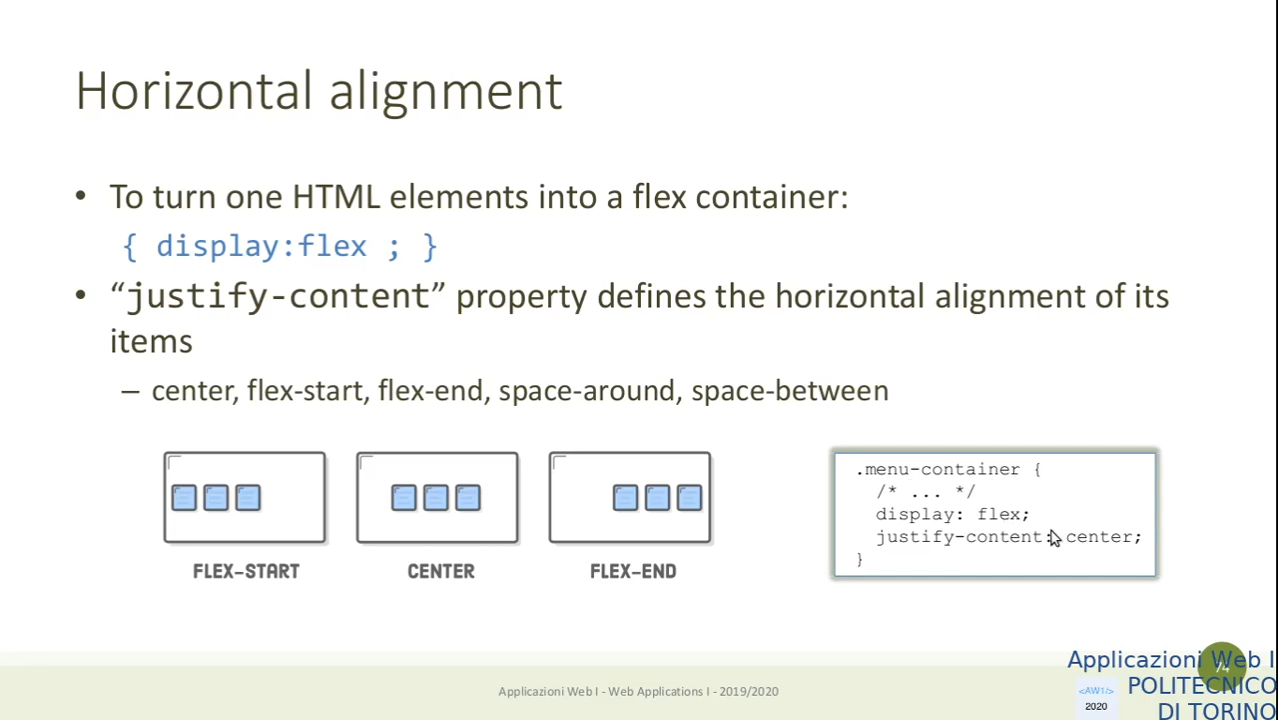 Horizontal alignment
• To turn one HTML elements into a flex container:
{ display:flex ; }
• “justify-content” property defines the horizontal alignment of its
items
– center, flex-start, flex-end, space-around, space-between
FLEX-START
CENTER
FLEX-END
.menu-container {
/* ... */
display: flex;
justify-content: center;
}
Applicazioni Web I - Web Applications I - 2019/2020
74
Applicazioni Web I
POLITECNICO
DI TORINO
<AW1/>
2020